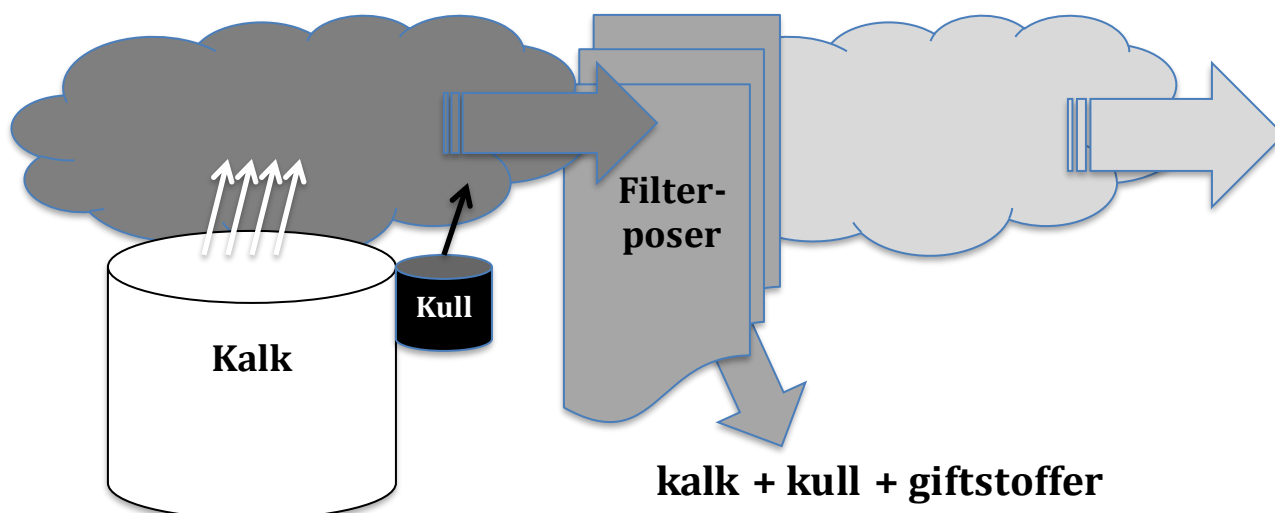 Filter-
poser
Kull
Kalk
kalk + kull + giftstoffer